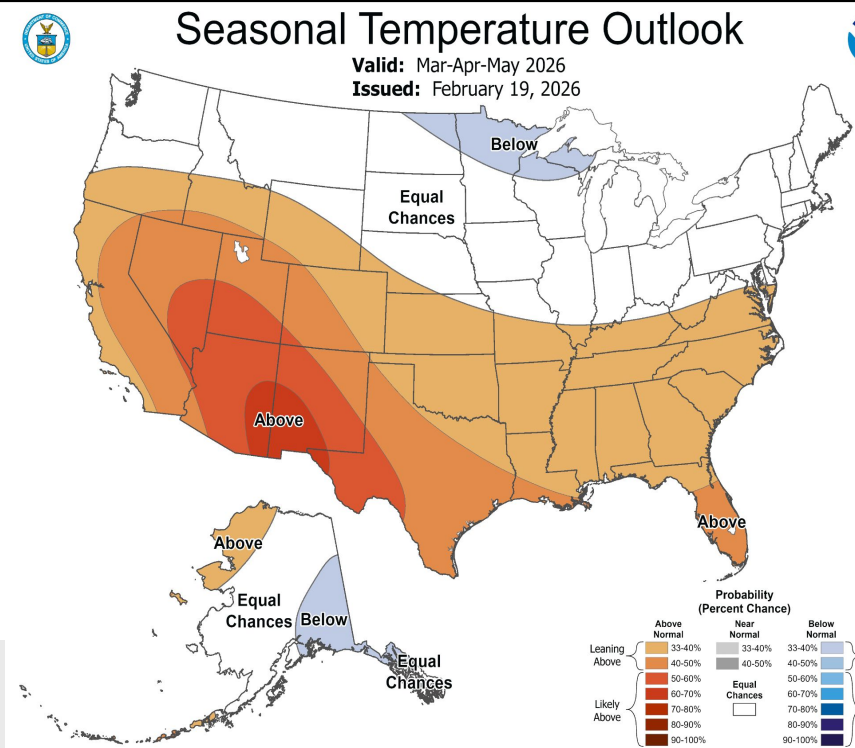 Seasonal Temperature Outlook
Valid: Mar-Apr-May 2026
Issued: February 19, 2026
Below
Equal
Chances
Above
Above
Above
Equal
Chances
Below
Equal
Chances
Probability
(Percent Chance)
Above
Normal
Near
Normal
Below
Normal
Leaning
Above
33-40%
40-50%
33-40%
40-50%
33-40%
40-50%
Likely
Above
50-60%
60-70%
70-80%
80-90%
90-100%
Equal
Chances
50-60%
60-70%
70-80%
80-90%
90-100%